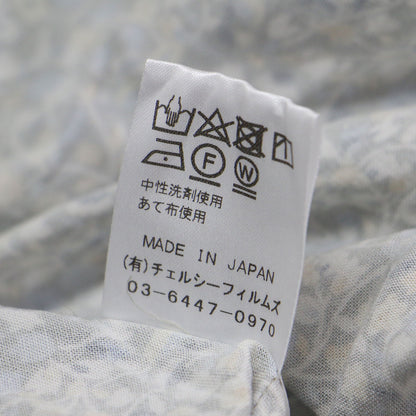 F
W
中性洗剤使用
あて布使用
MADE IN JAPAN
(有)チェルシーフィルムズ
03-6447-0970